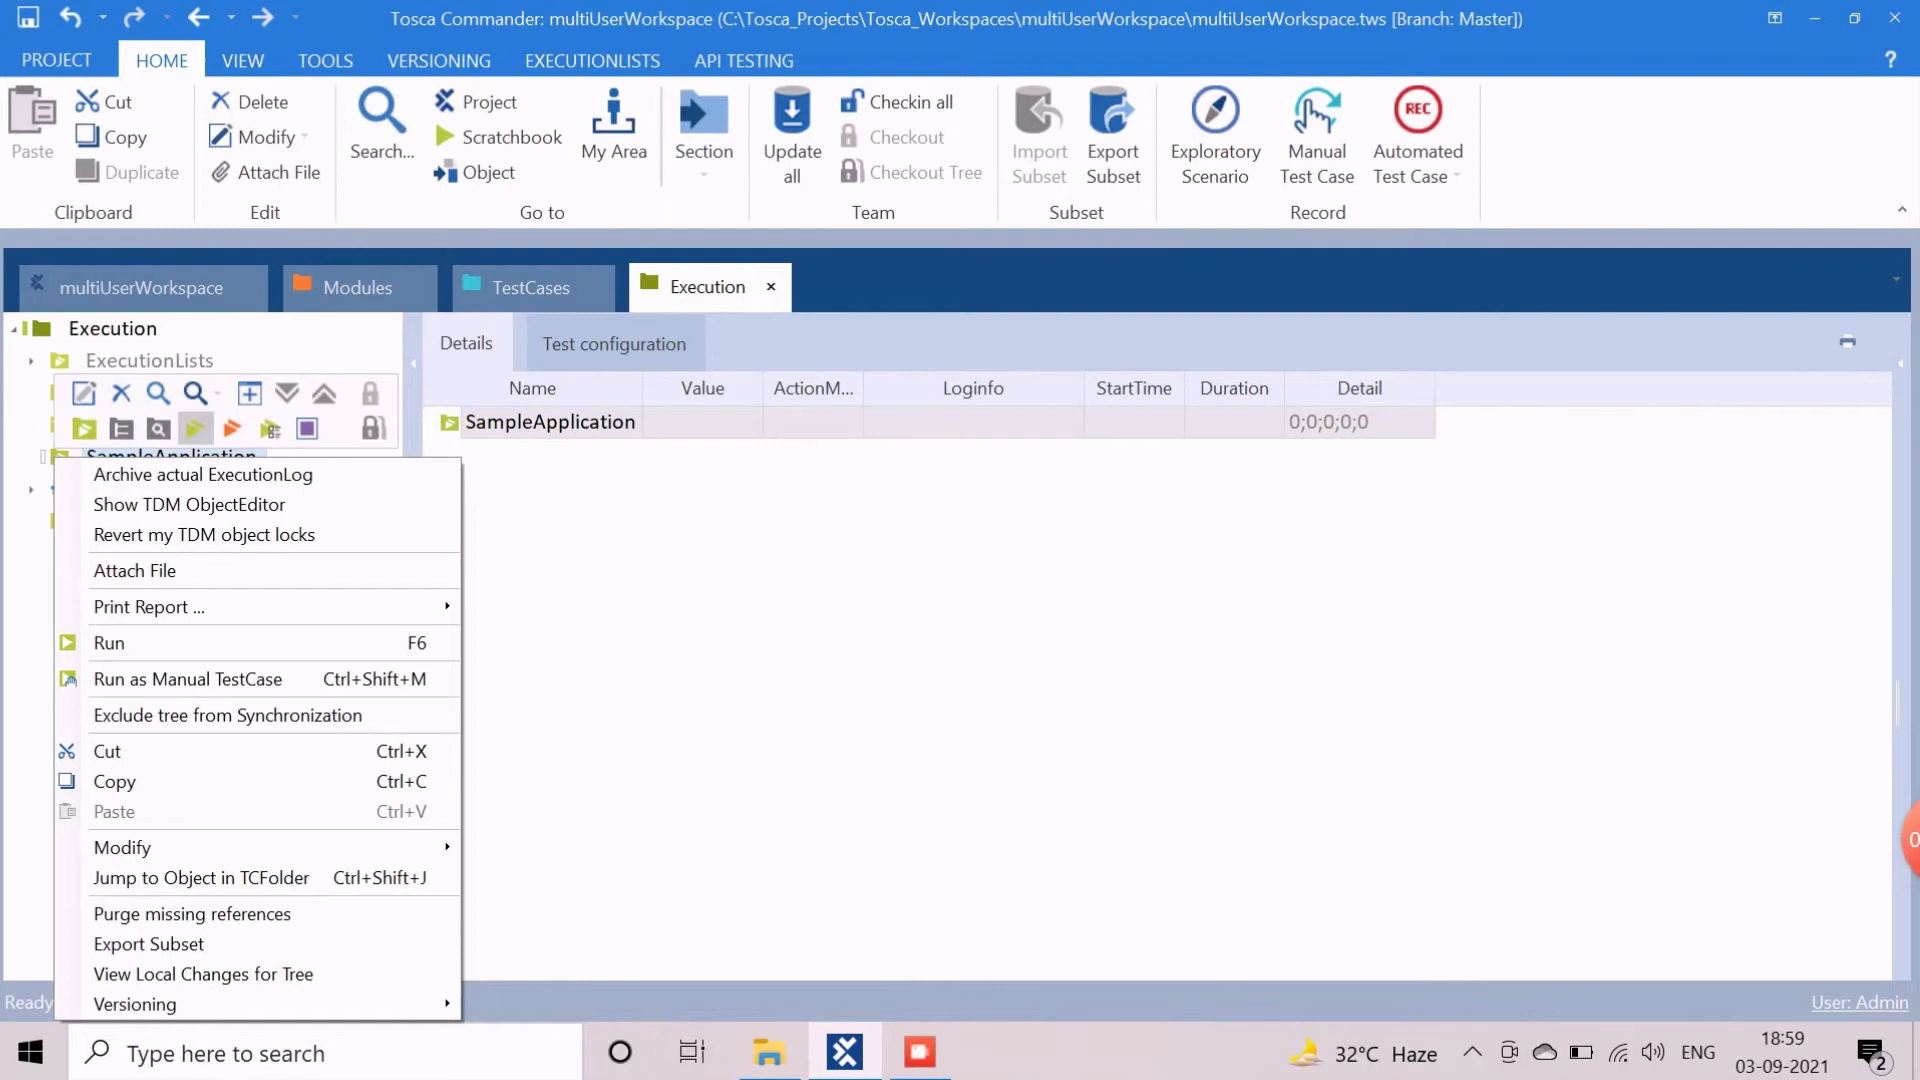 Tosca Commander: multiUserWorkspace (C:\Tosca_Projects\Tosca_Workspaces\multiUserWorkspace\multiUserWorkspace.tws [Branch: Master])
PROJECT HOME VIEW TOOLS VERSIONING EXECUTIONLISTS API TESTING ?
Paste
Cut
Copy
Duplicate
Clipboard
Delete
Modify
Attach File
Edit
Search...
Project
Scratchbook
Object
My Area
Go to
Section
Update
all
Checkin all
Checkout
Checkout Tree
Team
Import
Subset
Export
Subset
Subset
Exploratory
Scenario
Manual
Test Case
REC
Automated
Test Case
Record
multiUserWorkspace Modules TestCases Execution ×
Execution
ExecutionLists
SampleApplication
Details Test configuration
Name Value ActionM... Loginfo StartTime Duration Detail
SampleApplication 0;0;0;0;0
Archive actual ExecutionLog
Show TDM ObjectEditor
Revert my TDM object locks
Attach File
Print Report ...
Run F6
Run as Manual TestCase Ctrl+Shift+M
Exclude tree from Synchronization
Cut Ctrl+X
Copy Ctrl+C
Paste Ctrl+V
Modify
Jump to Object in TCFolder Ctrl+Shift+J
Purge missing references
Export Subset
View Local Changes for Tree
Versioning
0
Ready User: Admin
Type here to search
32°C Haze
ENG
18:59
03-09-2021
2